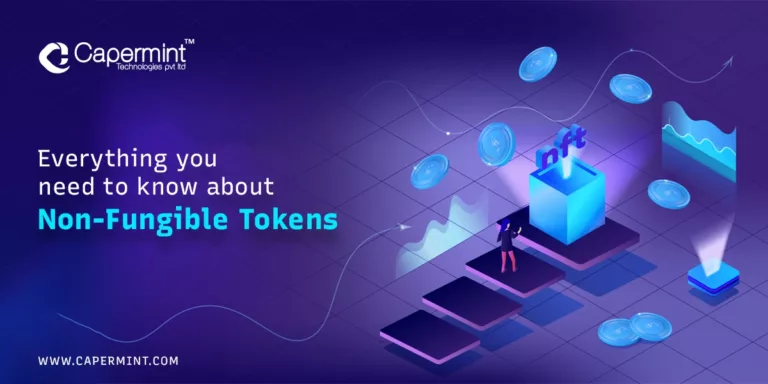 Capermint™
Technologies pvt ltd
Everything you
need to know about
Non-Fungible Tokens
nft
WWW.CAPERMINT.COM